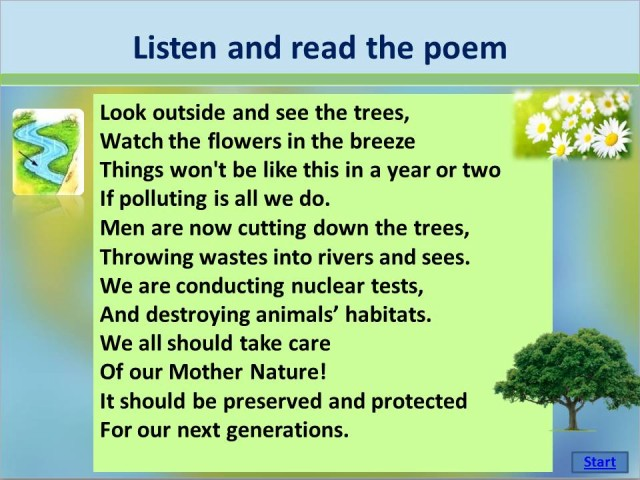 Listen and read the poem
Look outside and see the trees,
Watch the flowers in the breeze
Things won't be like this in a year or two
If polluting is all we do.
Men are now cutting down the trees,
Throwing wastes into rivers and sees.
We are conducting nuclear tests,
And destroying animals’ habitats.
We all should take care
Of our Mother Nature!
It should be preserved and protected
For our next generations.
Start